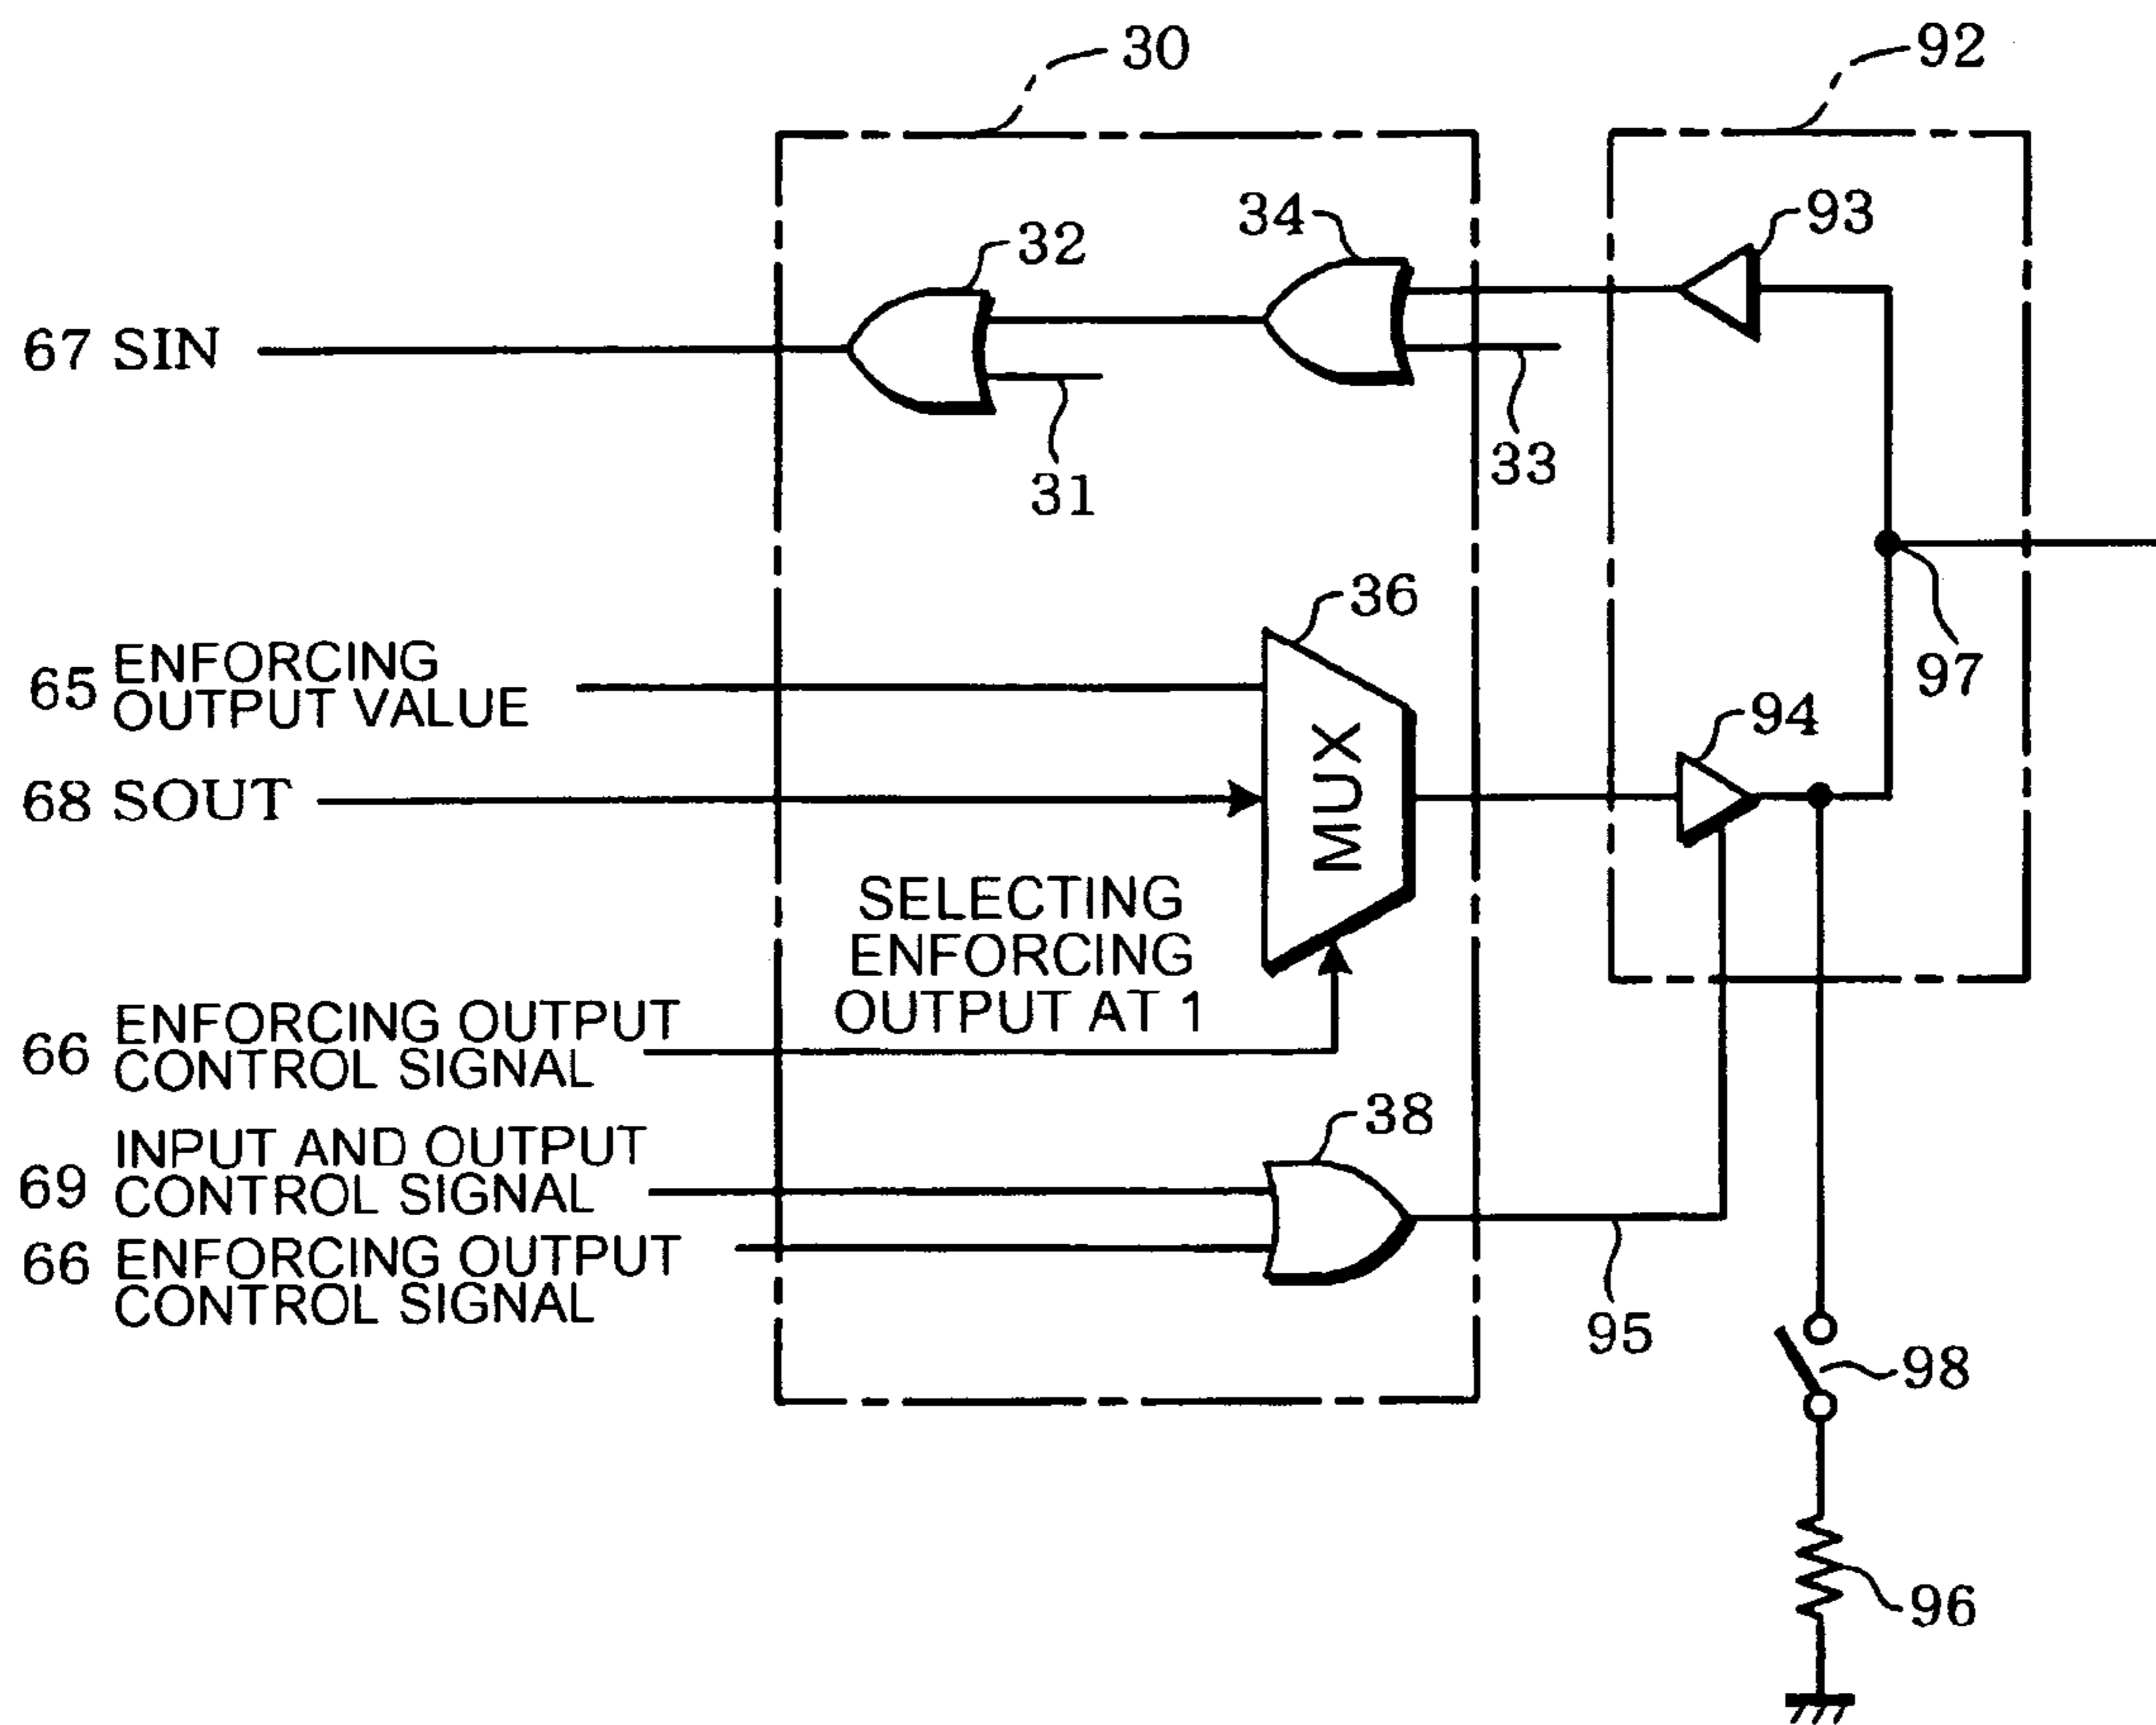 30
92
34
93
32
67 SIN
33
31
36
65 ENFORCING
OUTPUT VALUE
97
94
68 SOUT
MUX
SELECTING
ENFORCING
OUTPUT AT 1
66 ENFORCING OUTPUT
CONTROL SIGNAL
38
69 INPUT AND OUTPUT
CONTROL SIGNAL
66 ENFORCING OUTPUT
CONTROL SIGNAL
95
98
96